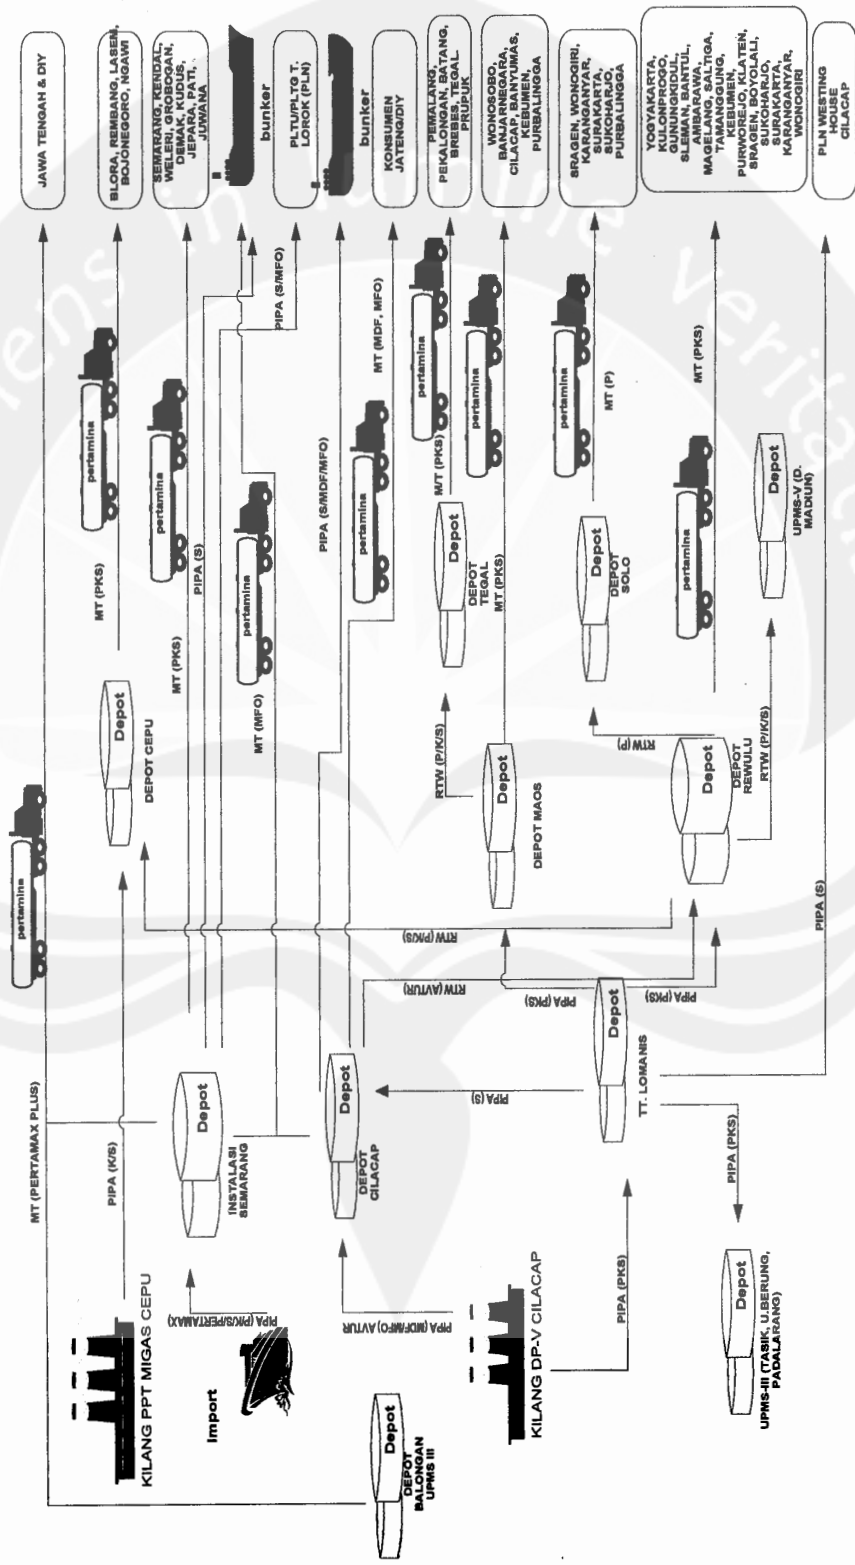 ens in lumine veritat
pertamina
MT (PERTAMAX PLUS)
JAWA TENGAH & DIY
KILANG PPT MIGAS CEPU
PIPA (K/S)
Depot
DEPOT CEPU
MT (PKS)
pertamina
BLORA, REMBANG, LASEM,
BOJONEGORO, NGAWI
Import
PIPA (PKS/PERTAMAX)
Depot
INSTALASI
SEMARANG
MT (PKS)
pertamina
PIPA (S)
SEMARANG, KENDAL,
WELERI, GROBOGAN,
DEMAK, KUDUS,
JEPARA, PATI,
JUWANA
MT (MFO)
pertamina
bunker
PIPA (S/MFO)
PLTU/PLTG T.
LOROK (PLN)
Depot
DEPOT
BALONGAN
UPMS III
PIPA (MDF/MFO) AVTUR
Depot
DEPOT
CILACAP
PIPA (S/MDF/MFO)
bunker
pertamina
MT (MDF, MFO)
KONSUMEN
JATENG/DIY
RTW (PKS)
RTW (AVTUR)
PIPA (S)
RTW (P/K/S)
Depot
DEPOT
TEGAL
M/T (PKS)
pertamina
PEMALANG,
PEKALONGAN, BATANG,
BREBES, TEGAL.
PRUPUK
KILANG DP-V CILACAP
PIPA (PKS)
Depot
DEPOT MAOS
MT (PKS)
pertamina
WONOSOBO,
BANJARNEGARA,
CILACAP, BANYUMAS,
KEBUMEN,
PURBALINGGA
PIPA (PKS)
Depot
TT. LOMANIS
PIPA (PKS)
RTW (P)
Depot
DEPOT
SOLO
MT (P)
pertamina
SRAGEN, WONOGIRI,
KARANGANYAR,
SURAKARTA,
SUKOHARJO,
PURBALINGGA
Depot
DEPOT
REWULU
pertamina
MT (PKS)
YOGYAKARTA,
KULONPROGO,
GUNUNGKIDUL,
SLEMAN, BANTUL,
AMBARAWA,
MAGELANG, SALTIGA,
TAMANGGUNG,
KEBUMEN,
PURWOREJO, KLATEN,
SRAGEN, BAYOLALI,
SUKOHARJO,
SURAKARTA,
KARANGANYAR,
WONOGIRI
Depot
UPMS-III (TASIK, U.BERUNG,
PADALARANG)
PIPA (PKS)
RTW (P/K/S)
Depot
UPMS-V (D.
MADIUN)
PIPA (S)
PLN WESTING
HOUSE
CILACAP